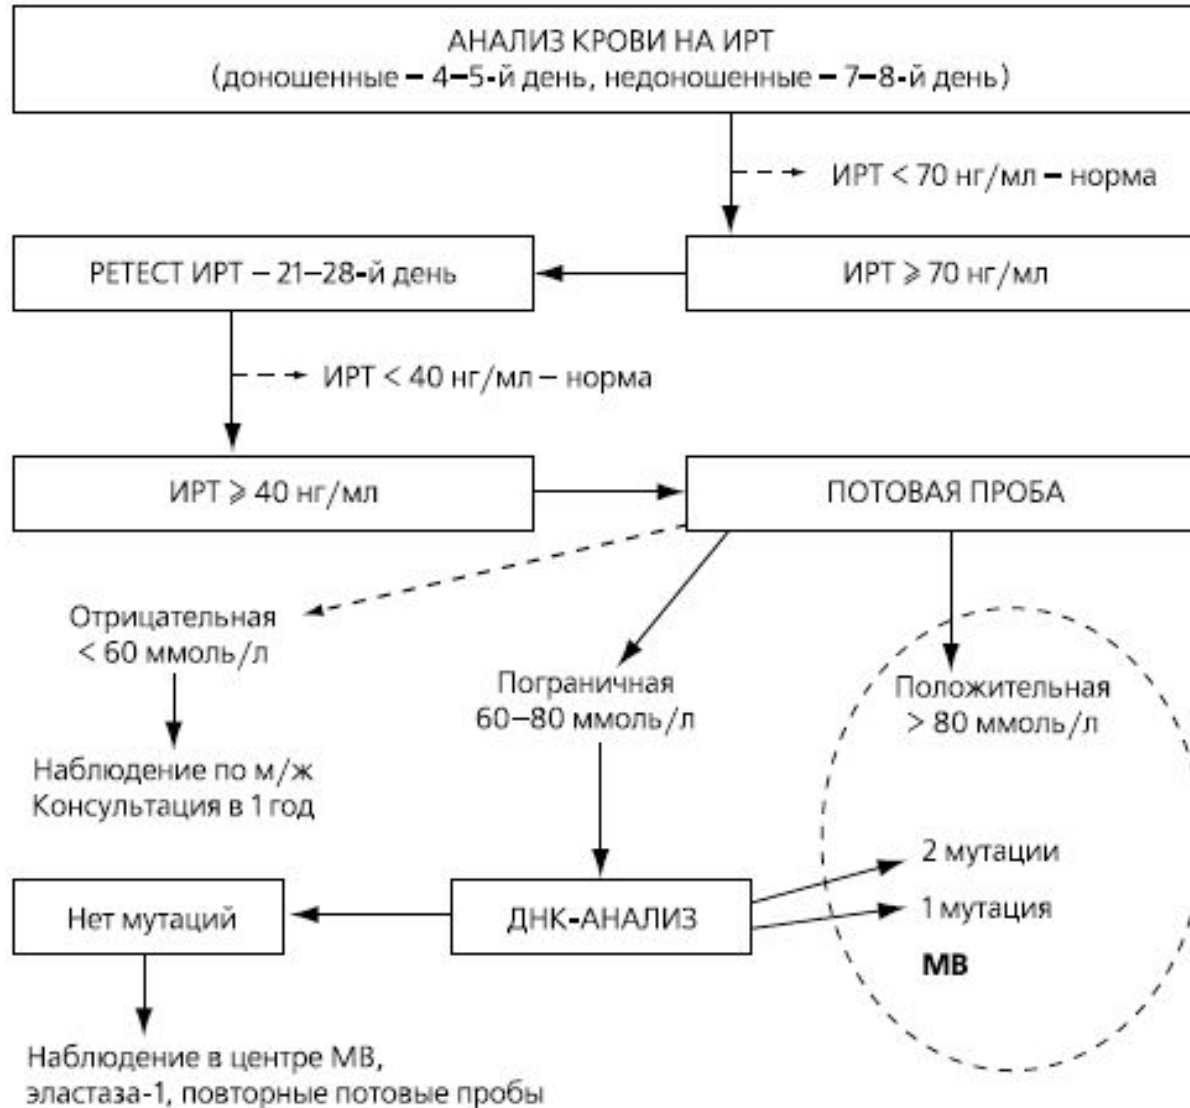 АНАЛИЗ КРОВИ НА ИРТ
(доношенные – 4–5-й день, недоношенные – 7–8-й день)
ИРТ < 70 нг/мл – норма
РЕТЕСТ ИРТ – 21–28-й день
ИРТ ⩾ 70 нг/мл
ИРТ < 40 нг/мл – норма
ИРТ ⩾ 40 нг/мл
ПОТОВАЯ ПРОБА
Отрицательная
< 60 ммоль/л
Пограничная
60–80 ммоль/л
Положительная
> 80 ммоль/л
Наблюдение по м/ж
Консультация в 1 год
2 мутации
Нет мутаций
ДНК-АНАЛИЗ
1 мутация
МВ
Наблюдение в центре МВ,
эластаза-1, повторные потовые пробы